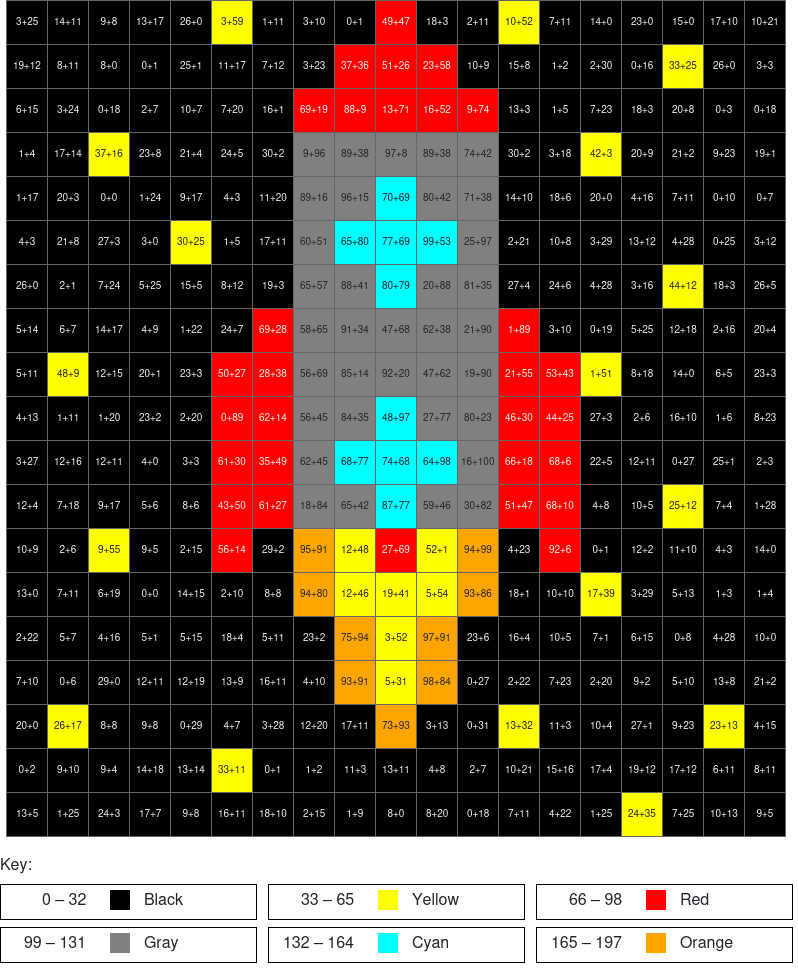 3+25 14+11 9+8 13+17 26+0 3+59 1+11 3+10 0+1 49+47 18+3 2+11 10+52 7+11 14+0 23+0 15+0 17+10 10+21
19+12 8+11 8+0 0+1 25+1 11+17 7+12 3+23 37+36 51+26 23+58 10+9 15+8 1+2 2+30 0+16 33+25 26+0 3+3
6+15 3+24 0+18 2+7 10+7 7+20 16+1 69+19 88+9 13+71 16+52 9+74 13+3 1+5 7+23 18+3 20+8 0+3 0+18
1+4 17+14 37+16 23+8 21+4 24+5 30+2 9+96 89+38 97+8 89+38 74+42 30+2 3+18 42+3 20+9 21+2 9+23 19+1
1+17 20+3 0+0 1+24 9+17 4+3 11+20 89+16 96+15 70+69 80+42 71+38 14+10 18+6 20+0 4+16 7+11 0+10 0+7
4+3 21+8 27+3 3+0 30+25 1+5 17+11 60+51 65+80 77+69 99+53 25+97 2+21 10+8 3+29 13+12 4+28 0+25 3+12
26+0 2+1 7+24 5+25 15+5 8+12 19+3 65+57 88+41 80+79 20+88 81+35 27+4 24+6 4+28 3+16 44+12 18+3 26+5
5+14 6+7 14+17 4+9 1+22 24+7 69+28 58+65 91+34 47+68 62+38 21+90 1+89 3+10 0+19 5+25 12+18 2+16 20+4
5+11 48+9 12+15 20+1 23+3 50+27 28+38 56+69 85+14 92+20 47+62 19+90 21+55 53+43 1+51 8+18 14+0 6+5 23+3
4+13 1+11 1+20 23+2 2+20 0+89 62+14 56+45 84+35 48+97 27+77 80+23 46+30 44+25 27+3 2+6 16+10 1+6 8+23
3+27 12+16 12+11 4+0 3+3 61+30 35+49 62+45 68+77 74+68 64+98 16+100 66+18 68+6 22+5 12+11 0+27 25+1 2+3
12+4 7+18 9+17 5+6 8+6 43+50 61+27 18+84 65+42 87+77 59+46 30+82 51+47 68+10 4+8 10+5 25+12 7+4 1+28
10+9 2+6 9+55 9+5 2+15 56+14 29+2 95+91 12+48 27+69 52+1 94+99 4+23 92+6 0+1 12+2 11+10 4+3 14+0
13+0 7+11 6+19 0+0 14+15 2+10 8+8 94+80 12+46 19+41 5+54 93+86 18+1 10+10 17+39 3+29 5+13 1+3 1+4
2+22 5+7 4+16 5+1 5+15 18+4 5+11 23+2 75+94 3+52 97+91 23+6 16+4 10+5 7+1 6+15 0+8 4+28 10+0
7+10 0+6 29+0 12+11 12+19 13+9 16+11 4+10 93+91 5+31 98+84 0+27 2+22 7+23 2+20 9+2 5+10 13+8 21+2
20+0 26+17 8+8 9+8 0+29 4+7 3+28 12+20 17+11 73+93 3+13 0+31 13+32 11+3 10+4 27+1 9+23 23+13 4+15
0+2 9+10 9+4 14+18 13+14 33+11 0+1 1+2 11+3 13+11 4+8 2+7 10+21 15+16 17+4 19+12 17+12 6+11 8+11
13+5 1+25 24+3 17+7 9+8 16+11 18+10 2+15 1+9 8+0 8+20 0+18 7+11 4+22 1+25 24+35 7+25 10+13 9+5
Key:
0 – 32 Black 33 – 65 Yellow 66 – 98 Red
99 – 131 Gray 132 – 164 Cyan 165 – 197 Orange